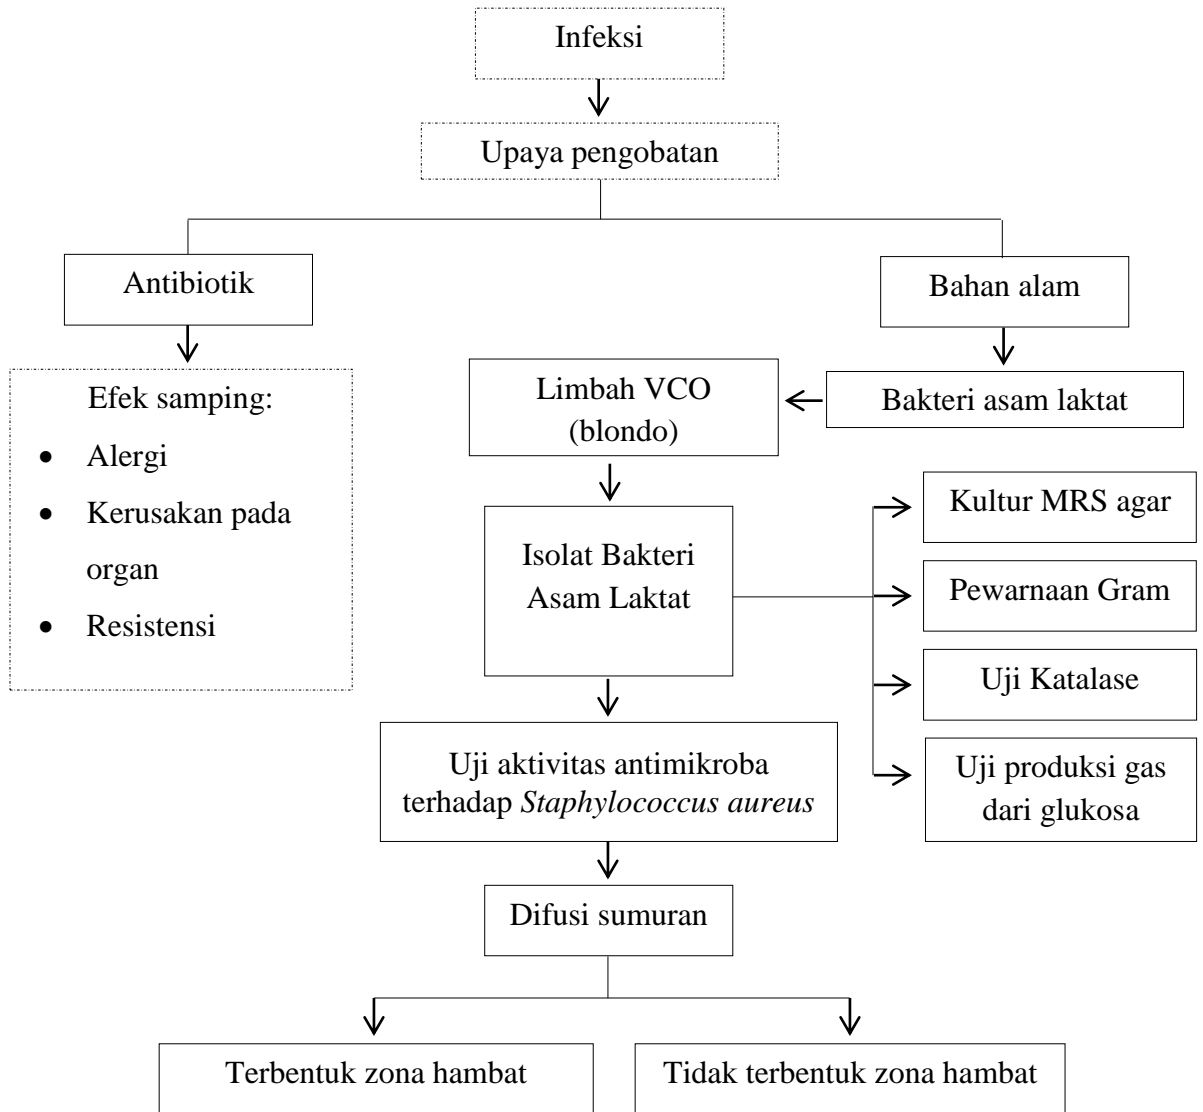 Infeksi
Upaya pengobatan
Antibiotik
Bahan alam
Efek samping:
• Alergi
• Kerusakan pada
organ
• Resistensi
Limbah VCO
(blondo)
Bakteri asam laktat
Isolat Bakteri
Asam Laktat
Kultur MRS agar
Pewarnaan Gram
Uji Katalase
Uji produksi gas
dari glukosa
Uji aktivitas antimikroba
terhadap Staphylococcus aureus
Difusi sumuran
Terbentuk zona hambat
Tidak terbentuk zona hambat